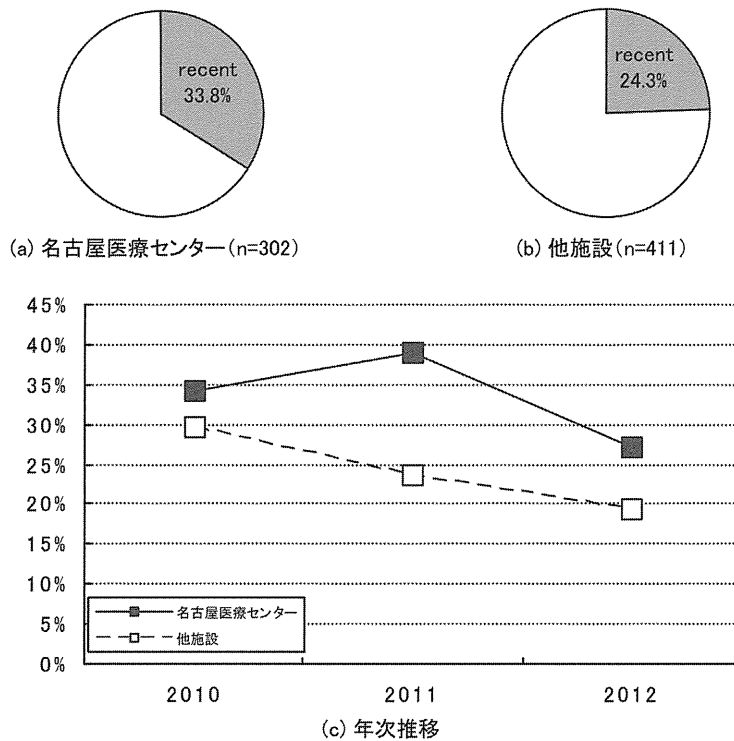 recent
33.8%
recent
24.3%
(a) 名古屋医療センター(n=302)
(b) 他施設(n=411)
45%
40%
35%
30%
25%
20%
15%
10%
5%
0%
名古屋医療センター
他施設
2010
2011
2012
(c) 年次推移